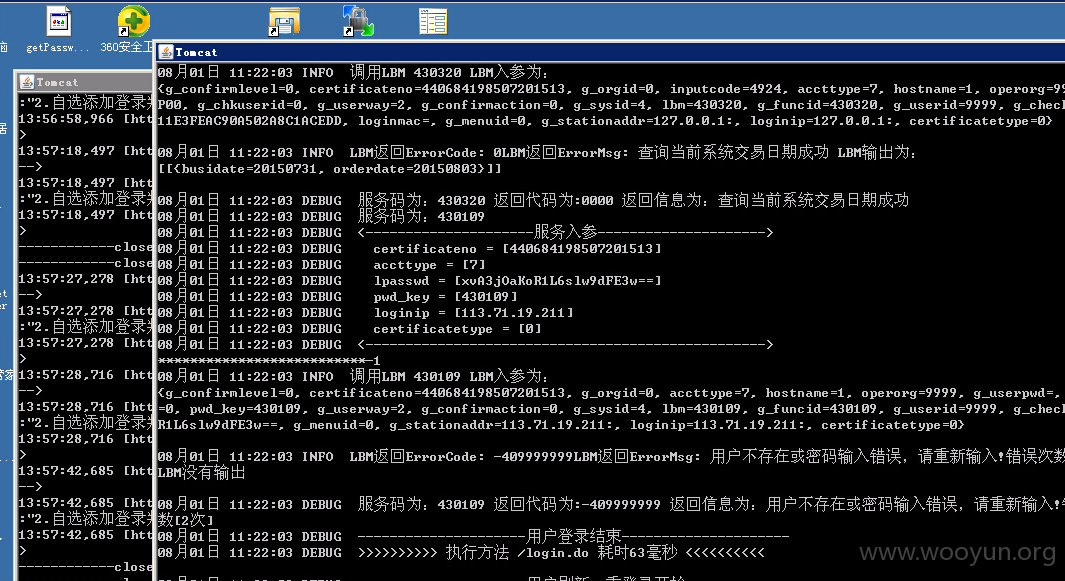 getPassw...
360安全卫
Tomcat
:"2.自选添加登录
13:56:58,966 [htt
>
13:57:18,497 [htt
-->
13:57:18,497 [htt
:"2.自选添加登录
13:57:18,497 [htt
>
------------close
------------close
13:57:27,278 [htt
-->
13:57:27,278 [htt
:"2.自选添加登录
13:57:27,278 [htt
>
13:57:28,716 [htt
-->
13:57:28,716 [htt
:"2.自选添加登录
13:57:28,716 [htt
>
13:57:42,685 [htt
-->
13:57:42,685 [htt
:"2.自选添加登录
13:57:42,685 [htt
>
------------close
Tomcat
08月01日 11:22:03 INFO  调用LBM 430320 LBM入参为:
{g_confirmlevel=0, certificateno=440684198507201513, g_orgid=0, inputcode=4924, accttype=7, hostname=1, operorg=99
P00, g_chkuserid=0, g_userway=2, g_confirmaction=0, g_sysid=4, lbm=430320, g_funcid=430320, g_userid=9999, g_chec
11E3FEAC90A502A8C1ACEDD, loginmac=, g_menuid=0, g_stationaddr=127.0.0.1:, loginip=127.0.0.1:, certificatetype=0}
08月01日 11:22:03 INFO  LBM返回ErrorCode: 0LBM返回ErrorMsg: 查询当前系统交易日期成功 LBM输出为:
[[{busidate=20150731, orderdate=20150803}]]
08月01日 11:22:03 DEBUG  服务码为: 430320 返回代码为:0000 返回信息为: 查询当前系统交易日期成功
08月01日 11:22:03 DEBUG  服务码为: 430109
08月01日 11:22:03 DEBUG  <---------------------服务入参--------------------->
08月01日 11:22:03 DEBUG    certificateno = [440684198507201513]
08月01日 11:22:03 DEBUG    accttype = [7]
08月01日 11:22:03 DEBUG    lpasswd = [xvA3jOaKoR1L6slw9dFE3w==]
08月01日 11:22:03 DEBUG    pwd_key = [430109]
08月01日 11:22:03 DEBUG    loginip = [113.71.19.211]
08月01日 11:22:03 DEBUG    certificatetype = [0]
08月01日 11:22:03 DEBUG  <-------------------------------------------------->
**************************-1
08月01日 11:22:03 INFO  调用LBM 430109 LBM入参为:
{g_confirmlevel=0, certificateno=440684198507201513, g_orgid=0, accttype=7, hostname=1, operorg=9999, g_userpwd=,
=0, pwd_key=430109, g_userway=2, g_confirmaction=0, g_sysid=4, lbm=430109, g_funcid=430109, g_userid=9999, g_chec
R1L6slw9dFE3w==, g_menuid=0, g_stationaddr=113.71.19.211:, loginip=113.71.19.211:, certificatetype=0}
08月01日 11:22:03 INFO  LBM返回ErrorCode: -409999999LBM返回ErrorMsg: 用户不存在或密码输入错误，请重新输入!错误次数
LBM没有输出
08月01日 11:22:03 DEBUG  服务码为: 430109 返回代码为:-409999999 返回信息为: 用户不存在或密码输入错误，请重新输入!
数[2次]
08月01日 11:22:03 DEBUG  ---------------------用户登录结束---------------------
08月01日 11:22:03 DEBUG  >>>>>>>>>> 执行方法 /login.do 耗时63毫秒 <<<<<<<<<<
www.wooyun.org